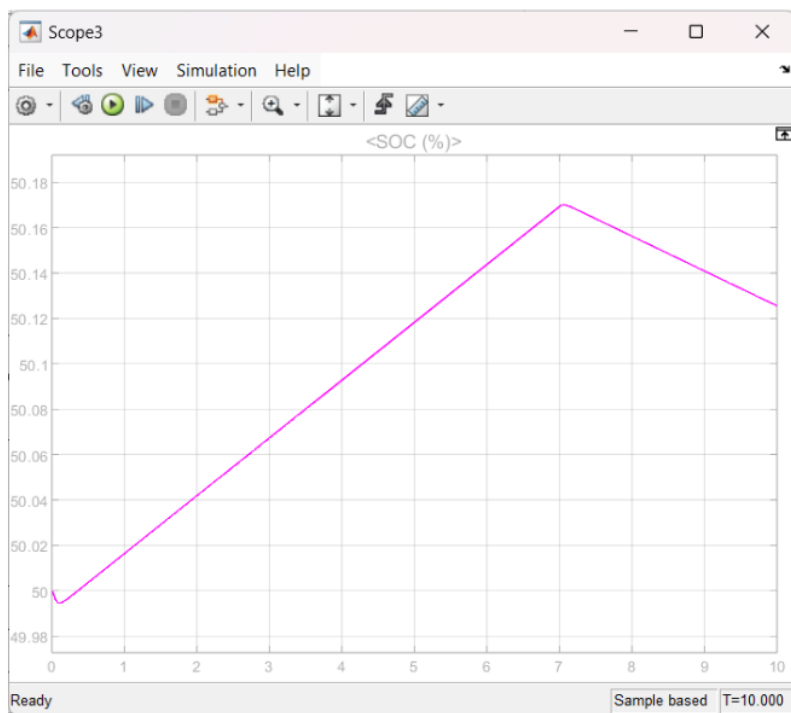 Scope3
File Tools View Simulation Help
<SOC (%)>
50.18
50.16
50.14
50.12
50.1
50.08
50.06
50.04
50.02
50
49.98
0 1 2 3 4 5 6 7 8 9 10
Ready Sample based T=10.000